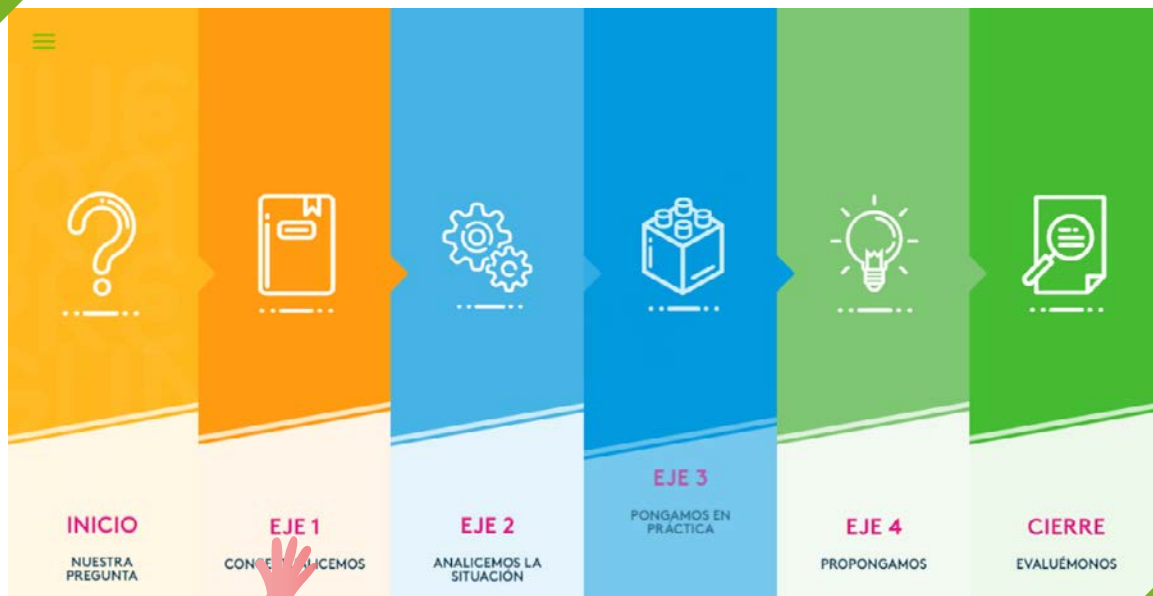 INICIO
NUESTRA
PREGUNTA
EJE 1
EJE 2
ANALICEMOS LA
SITUACIÓN
EJE 3
PONGAMOS EN
PRÁCTICA
EJE 4
PROPONGAMOS
CIERRE
EVALUÉMONOS